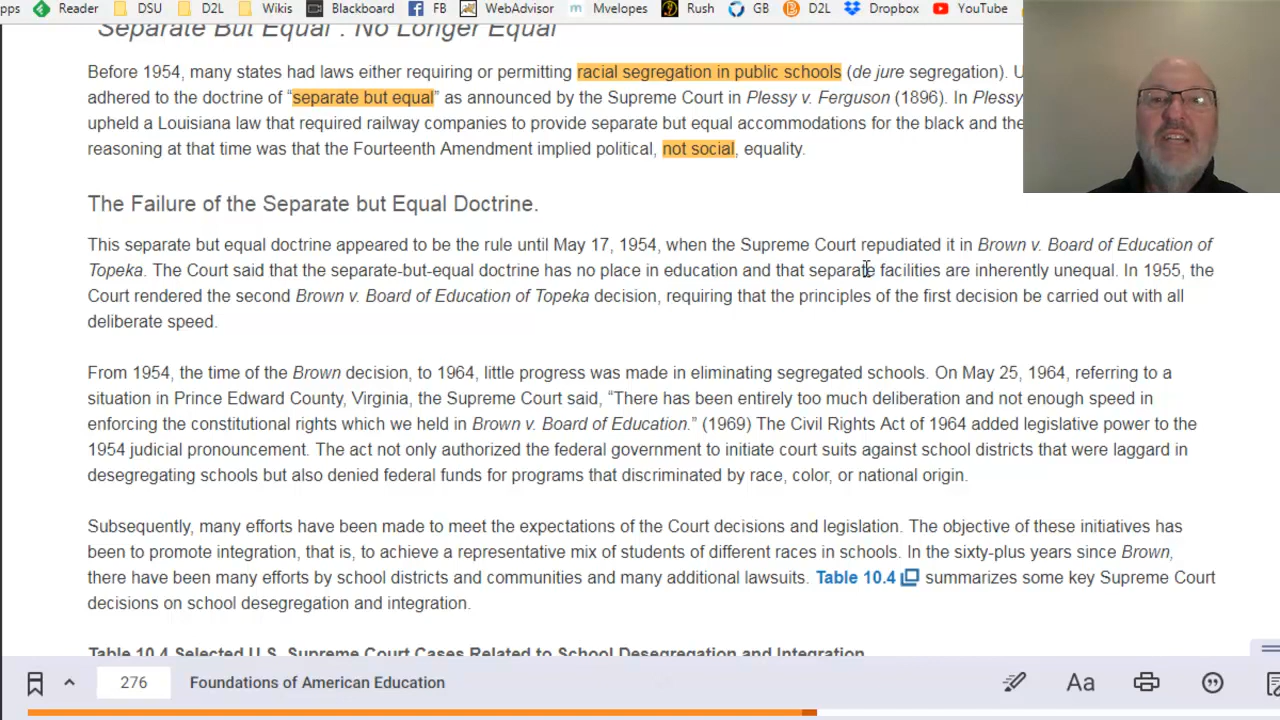 pps Reader DSU D2L Wikis Blackboard FB WebAdvisor Mvelopes Rush GB D2L Dropbox YouTube
"Separate But Equal": No Longer Equal
Before 1954, many states had laws either requiring or permitting racial segregation in public schools (de jure segregation). U
adhered to the doctrine of “separate but equal” as announced by the Supreme Court in Plessy v. Ferguson (1896). In Plessy
upheld a Louisiana law that required railway companies to provide separate but equal accommodations for the black and the
reasoning at that time was that the Fourteenth Amendment implied political, not social, equality.
The Failure of the Separate but Equal Doctrine.
This separate but equal doctrine appeared to be the rule until May 17, 1954, when the Supreme Court repudiated it in Brown v. Board of Education of
Topeka. The Court said that the separate-but-equal doctrine has no place in education and that separate facilities are inherently unequal. In 1955, the
Court rendered the second Brown v. Board of Education of Topeka decision, requiring that the principles of the first decision be carried out with all
deliberate speed.
From 1954, the time of the Brown decision, to 1964, little progress was made in eliminating segregated schools. On May 25, 1964, referring to a
situation in Prince Edward County, Virginia, the Supreme Court said, “There has been entirely too much deliberation and not enough speed in
enforcing the constitutional rights which we held in Brown v. Board of Education.” (1969) The Civil Rights Act of 1964 added legislative power to the
1954 judicial pronouncement. The act not only authorized the federal government to initiate court suits against school districts that were laggard in
desegregating schools but also denied federal funds for programs that discriminated by race, color, or national origin.
Subsequently, many efforts have been made to meet the expectations of the Court decisions and legislation. The objective of these initiatives has
been to promote integration, that is, to achieve a representative mix of students of different races in schools. In the sixty-plus years since Brown,
there have been many efforts by school districts and communities and many additional lawsuits. Table 10.4 summarizes some key Supreme Court
decisions on school desegregation and integration.
Table 10.4 Selected U.S. Supreme Court Cases Related to School Desegregation and Integration
276 Foundations of American Education Aa